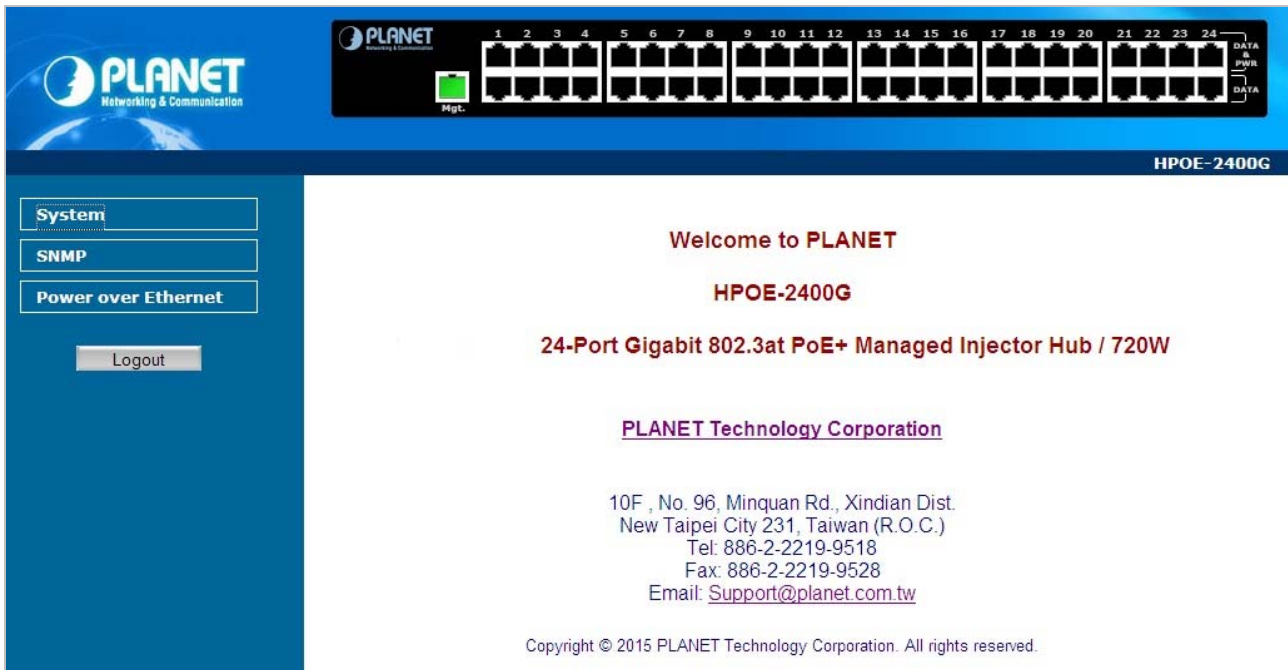 PLANET
Networking & Communication
PLANET
Networking & Communication
1 2 3 4 5 6 7 8 9 10 11 12 13 14 15 16 17 18 19 20 21 22 23 24
DATA
&
PWR
DATA
Mgt.
HPOE-2400G
System
SNMP
Power over Ethernet
Logout
Welcome to PLANET
HPOE-2400G
24-Port Gigabit 802.3at PoE+ Managed Injector Hub / 720W
PLANET Technology Corporation
10F , No. 96, Minquan Rd., Xindian Dist.
New Taipei City 231, Taiwan (R.O.C.)
Tel: 886-2-2219-9518
Fax: 886-2-2219-9528
Email: Support@planet.com.tw
Copyright © 2015 PLANET Technology Corporation. All rights reserved.